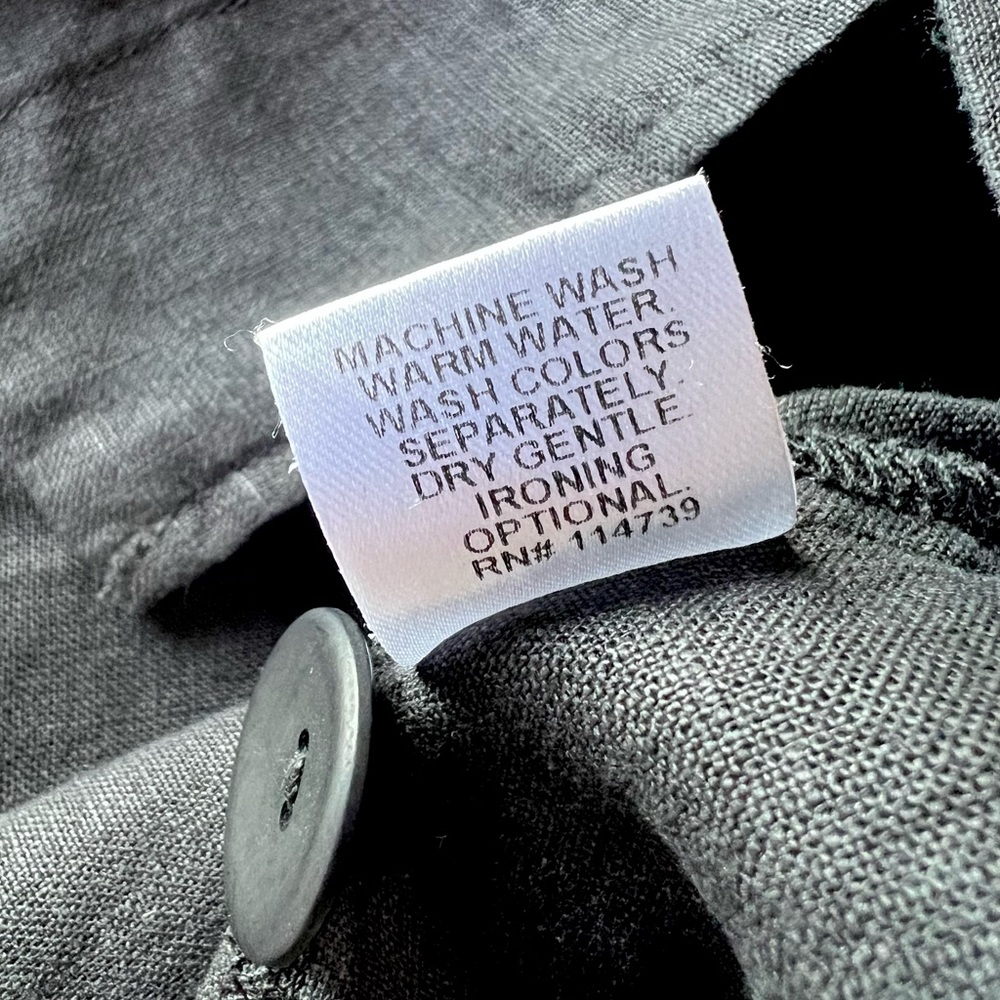 MACHINE WASH
WARM WATER.
WASH COLORS
SEPARATELY.
DRY GENTLE.
IRONING
OPTIONAL.
RN# 114739